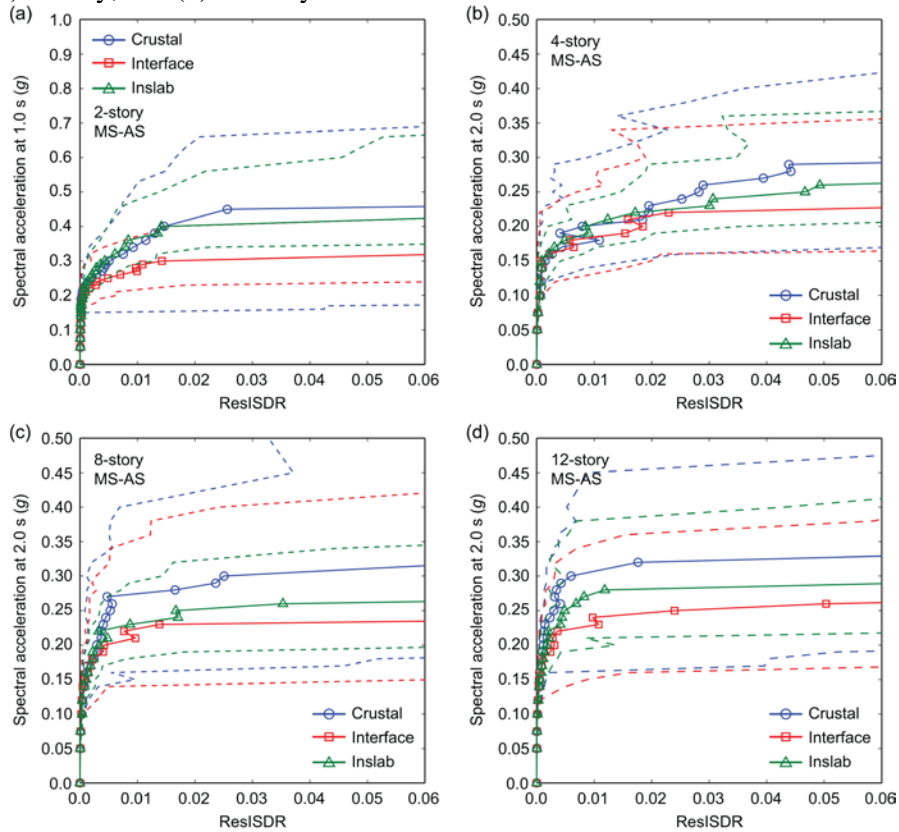 (a)
1.0
0.9
0.8
0.7
0.6
0.5
0.4
0.3
0.2
0.1
0.0
Spectral acceleration at 1.0 s (g)
Crustal
Interface
Inslab
2-story
MS-AS
0.0 0.01 0.02 0.03 0.04 0.05 0.06
ResISDR
(b)
0.50
0.45
0.40
0.35
0.30
0.25
0.20
0.15
0.10
0.05
0.0
Spectral acceleration at 2.0 s (g)
4-story
MS-AS
Crustal
Interface
Inslab
0.0 0.01 0.02 0.03 0.04 0.05 0.06
ResISDR
(c)
0.50
0.45
0.40
0.35
0.30
0.25
0.20
0.15
0.10
0.05
0.0
Spectral acceleration at 2.0 s (g)
8-story
MS-AS
Crustal
Interface
Inslab
0.0 0.01 0.02 0.03 0.04 0.05 0.06
ResISDR
(d)
0.50
0.45
0.40
0.35
0.30
0.25
0.20
0.15
0.10
0.05
0.0
Spectral acceleration at 2.0 s (g)
12-story
MS-AS
Crustal
Interface
Inslab
0.0 0.01 0.02 0.03 0.04 0.05 0.06
ResISDR